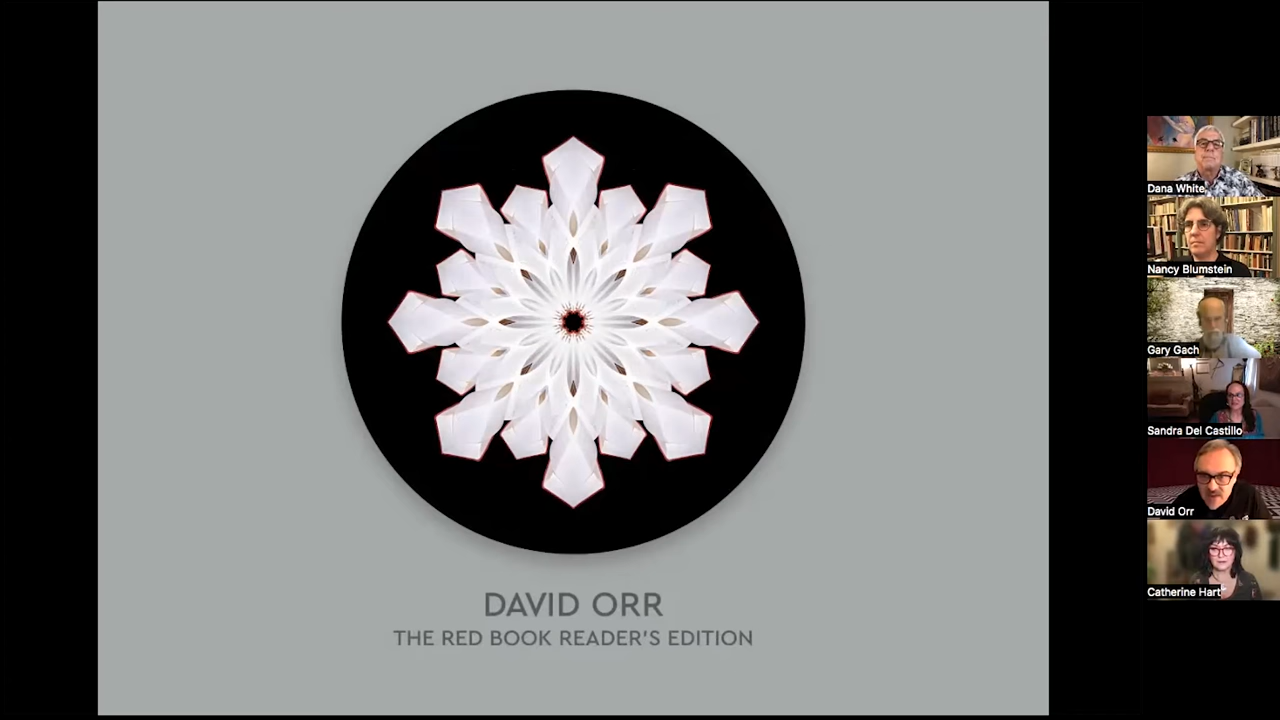 DAVID ORR
THE RED BOOK READER'S EDITION
Dana White
Nancy Blumstein
Gary Gach
Sandra Del Castillo
David Orr
Catherine Hart